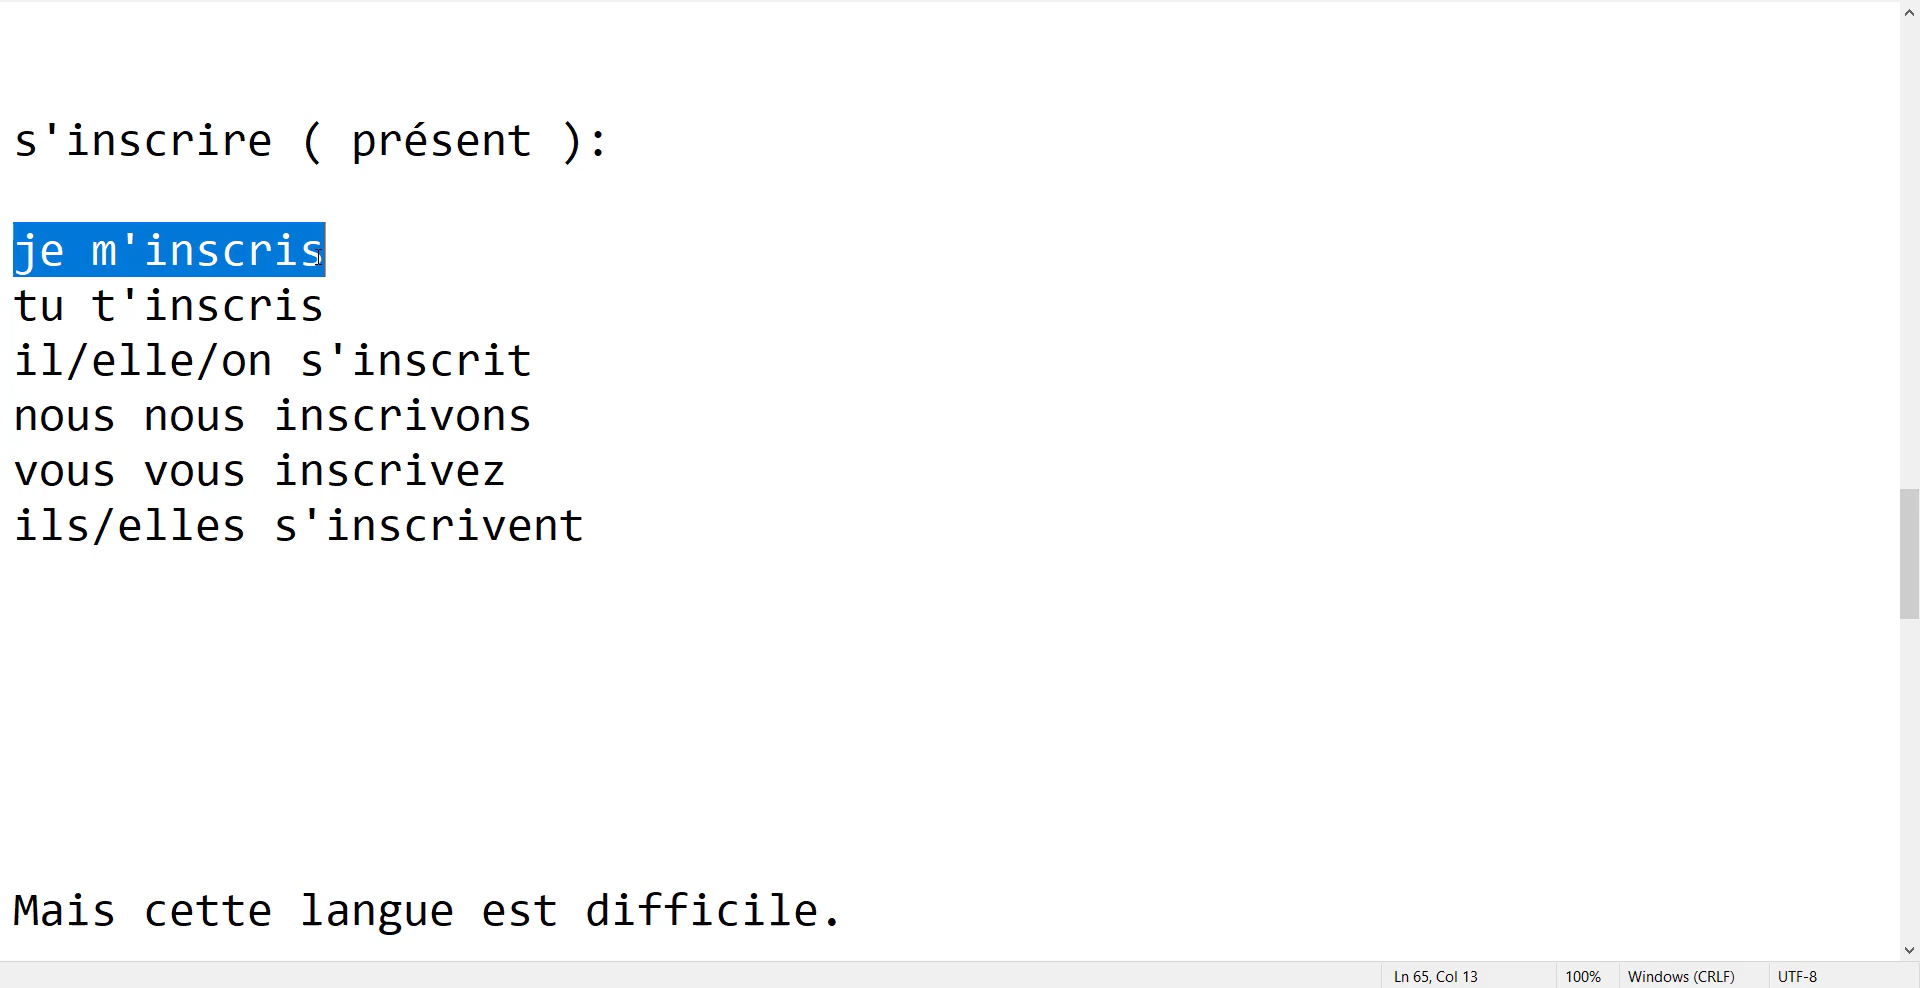 s'inscrire ( présent ):
je m'inscris
tu t'inscris
il/elle/on s'inscrit
nous nous inscrivons
vous vous inscrivez
ils/elles s'inscrivent
Mais cette langue est difficile.
Ln 65, Col 13 100% Windows (CRLF) UTF-8